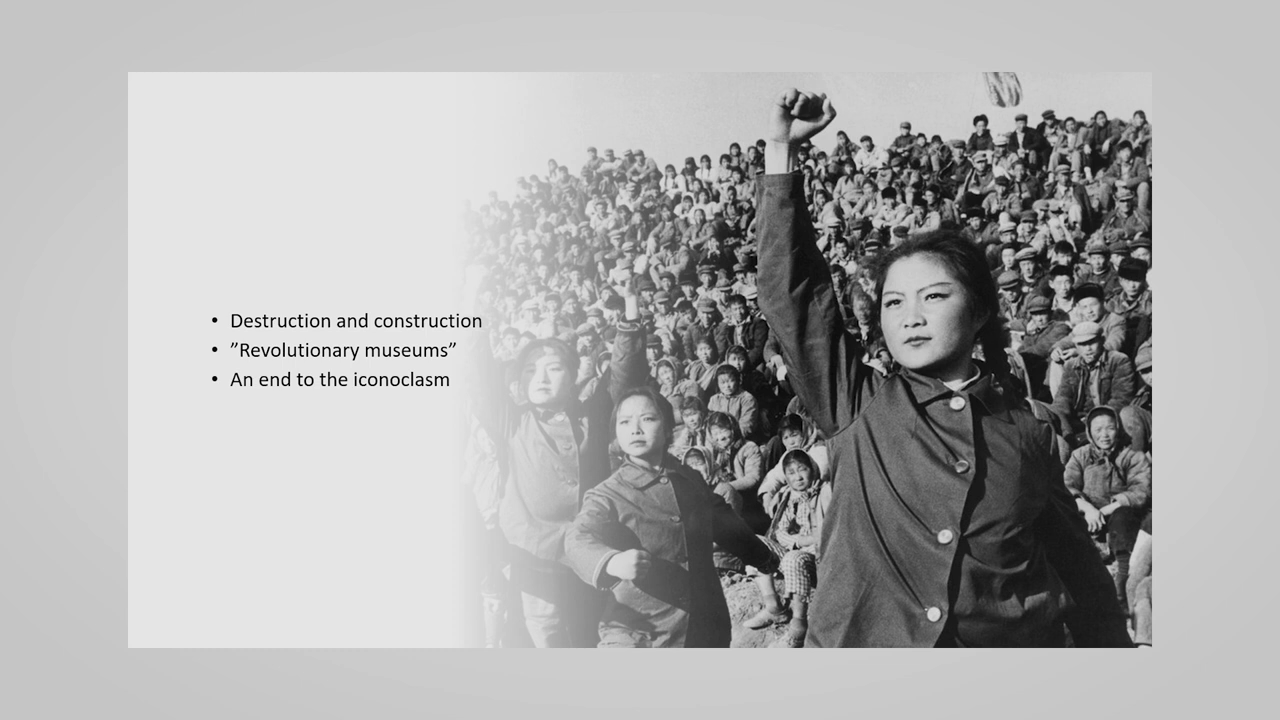 • Destruction and construction
• ”Revolutionary museums”
• An end to the iconoclasm